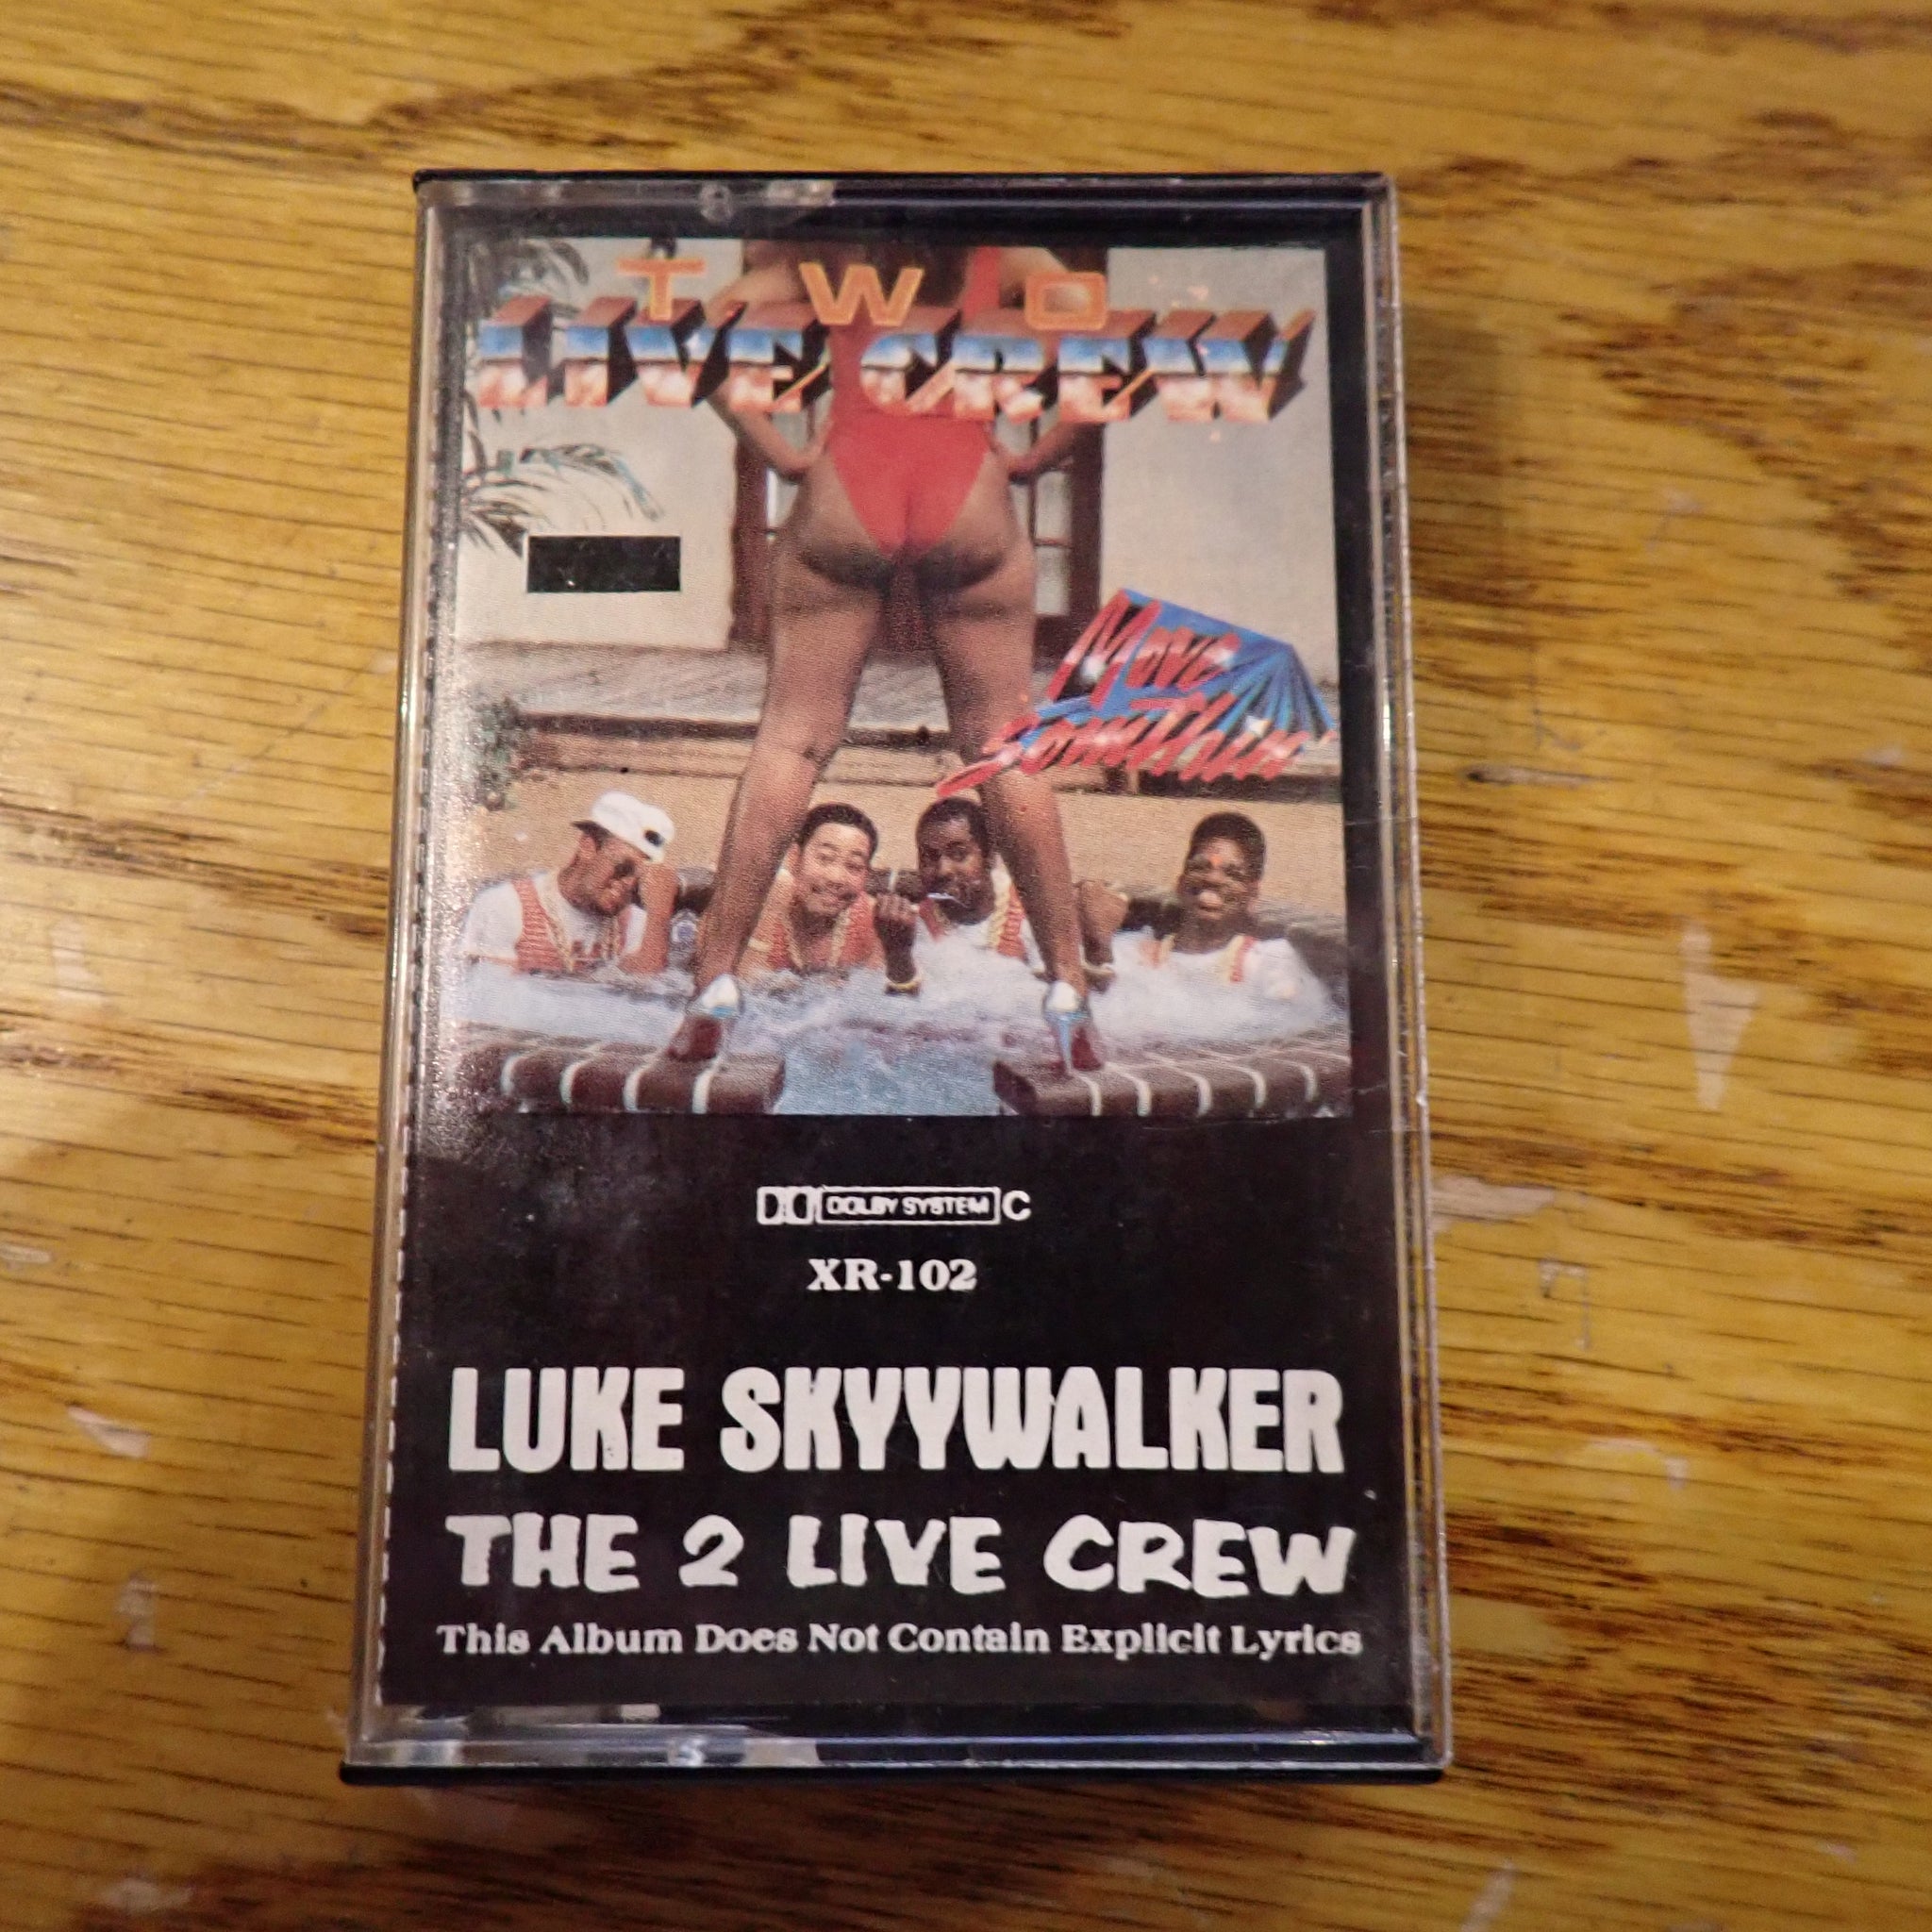 TWO
LIVE CREW
Move
Somthin'
DOLBY SYSTEM C
XR-102
LUKE SKYYWALKER
THE 2 LIVE CREW
This Album Does Not Contain Explicit Lyrics